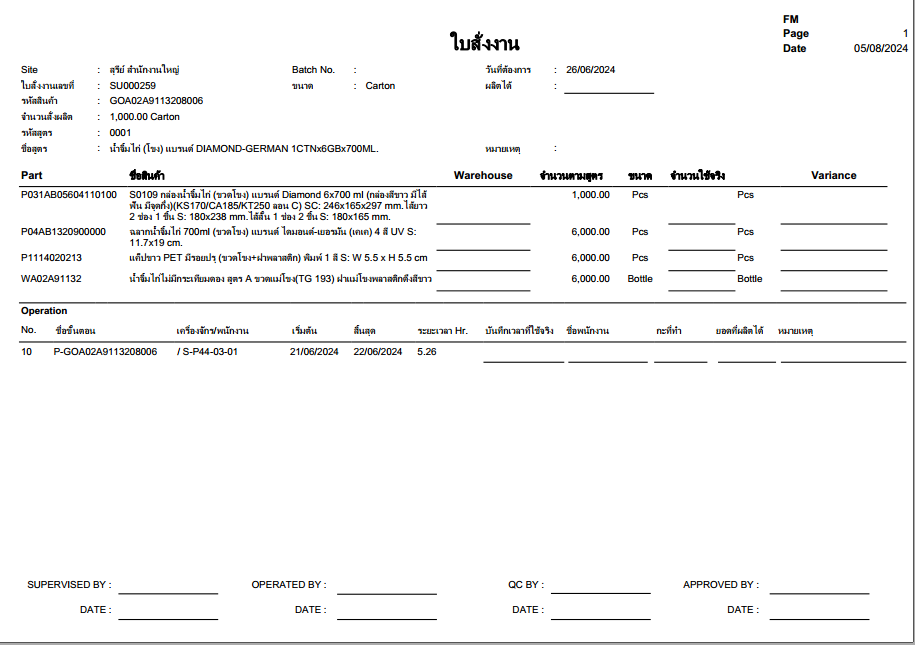 FM
ใบสั่งงาน
Page 1
Date 05/08/2024
Site : สุรีย์ สำนักงานใหญ่ Batch No. : วันที่ต้องการ : 26/06/2024
ใบสั่งงานเลขที่ : SU000259 ขนาด : Carton ผลิตได้ :
รหัสสินค้า : GOA02A9113208006
จำนวนสั่งผลิต : 1,000.00 Carton
รหัสสูตร : 0001
ชื่อสูตร : น้ำจิ้มไก่ (โขง) แบรนด์ DIAMOND-GERMAN 1CTNx6GBx700ML. หมายเหตุ :
Part ชื่อสินค้า Warehouse จำนวนตามสูตร ขนาด จำนวนใช้จริง Variance
P031AB05604110100 S0109 กล่องน้ำจิ้มไก่ (ขวดโขง) แบรนด์ Diamond 6x700 ml (กล่องสีขาว มีไส้ 1,000.00 Pcs Pcs
ฟัน มีจุดกึ่ง)(KS170/CA185/KT250 ลอน C) SC: 246x165x297 mm.ไส้ยาว
2 ช่อง 1 ชิ้น S: 180x238 mm.ไส้สั้น 1 ช่อง 2 ชิ้น S: 180x165 mm.
P04AB1320900000 ฉลากน้ำจิ้มไก่ 700ml (ขวดโขง) แบรนด์ ไดมอนด์-เยอรมัน (เคเค) 4 สี UV S: 6,000.00 Pcs Pcs
11.7x19 cm.
P1114020213 แค็ปขาว PET มีรอยปรุ (ขวดโขง+ฝาพลาสติก) พิมพ์ 1 สี S: W 5.5 x H 5.5 cm 6,000.00 Pcs Pcs
WA02A91132 น้ำจิ้มไก่ไม่มีกระเทียมดอง สูตร A ขวดแม่โขง(TG 193) ฝาแม่โขงพลาสติกดึงสีขาว 6,000.00 Bottle Bottle
Operation
No. ชื่อขั้นตอน เครื่องจักร/พนักงาน เริ่มต้น สิ้นสุด ระยะเวลา Hr. บันทึกเวลาที่ใช้จริง ชื่อพนักงาน กะที่ทำ ยอดที่ผลิตได้ หมายเหตุ
10 P-GOA02A9113208006 / S-P44-03-01 21/06/2024 22/06/2024 5.26
SUPERVISED BY : OPERATED BY : QC BY : APPROVED BY :
DATE : DATE : DATE : DATE :